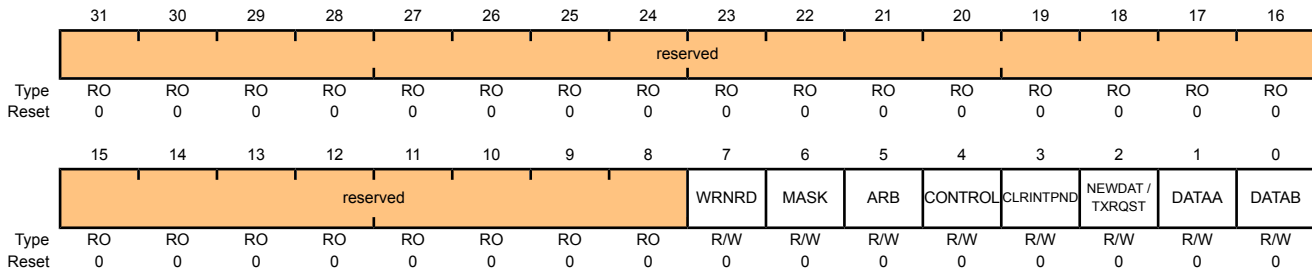 31 30 29 28 27 26 25 24 23 22 21 20 19 18 17 16
reserved
Type RO RO RO RO RO RO RO RO RO RO RO RO RO RO RO RO
Reset 0 0 0 0 0 0 0 0 0 0 0 0 0 0 0 0
15 14 13 12 11 10 9 8 7 6 5 4 3 2 1 0
reserved WRNRD MASK ARB CONTROL CLRINTPND NEWDAT / DATAA DATAB
TXRQST
Type RO RO RO RO RO RO RO RO R/W R/W R/W R/W R/W R/W R/W R/W
Reset 0 0 0 0 0 0 0 0 0 0 0 0 0 0 0 0